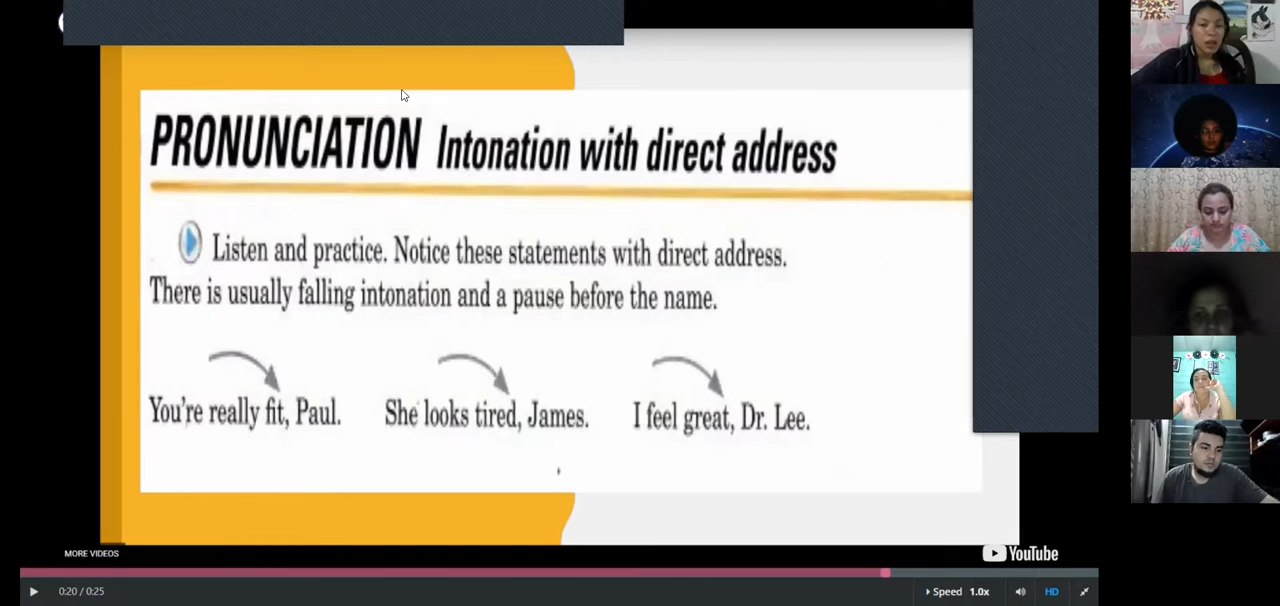 PRONUNCIATION Intonation with direct address
Listen and practice. Notice these statements with direct address.
There is usually falling intonation and a pause before the name.
You're really fit, Paul. She looks tired, James. I feel great, Dr. Lee.
MORE VIDEOS
YouTube
0:20 / 0:25
Speed 1.0x
HD